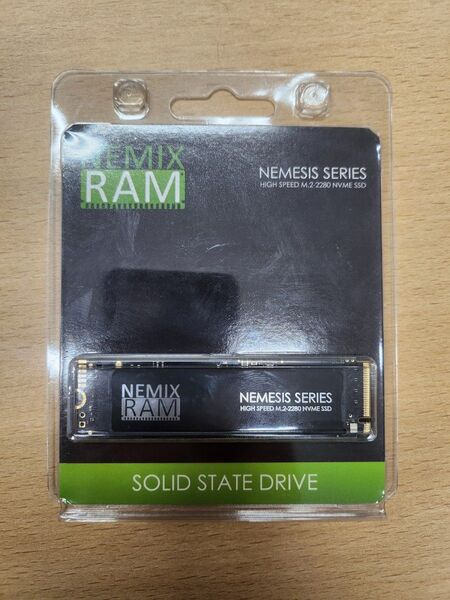 NEMIX
RAM
NEMESIS SERIES
HIGH SPEED M.2-2280 NVME SSD
NEMIX
RAM
NEMESIS SERIES
HIGH SPEED M.2-2280 NVME SSD
SOLID STATE DRIVE